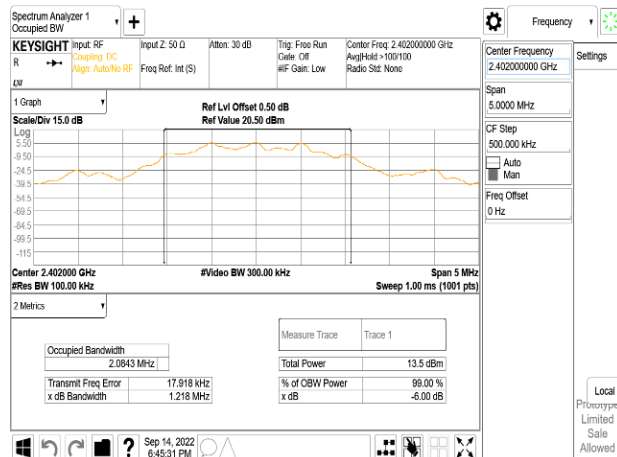 Spectrum Analyzer 1
Occupied BW
Frequency
KEYSIGHT
R
Input: RF
Coupling: DC
Align: Auto/No RF
Input Z: 50 Ω
Freq Ref: Int (S)
Atten: 30 dB
Trig: Free Run
Gate: Off
#IF Gain: Low
Center Freq: 2.402000000 GHz
Avg|Hold:>100/100
Radio Std: None
1 Graph
Scale/Div 15.0 dB
Ref Lvl Offset 0.50 dB
Ref Value 20.50 dBm
Log
5.50
-9.50
-24.5
-39.5
-54.5
-69.5
-84.5
-99.5
-115
Center 2.402000 GHz
#Res BW 100.00 kHz
#Video BW 300.00 kHz
Span 5 MHz
Sweep 1.00 ms (1001 pts)
2 Metrics
Measure Trace Trace 1
Occupied Bandwidth
2.0843 MHz
Total Power 13.5 dBm
Transmit Freq Error 17.918 kHz
% of OBW Power 99.00 %
x dB Bandwidth 1.218 MHz
x dB -6.00 dB
Sep 14, 2022
6:45:31 PM
Center Frequency
2.402000000 GHz
Settings
Span
5.0000 MHz
CF Step
500.000 kHz
Auto
Man
Freq Offset
0 Hz
Local
Prototype
Limited
Sale
Allowed